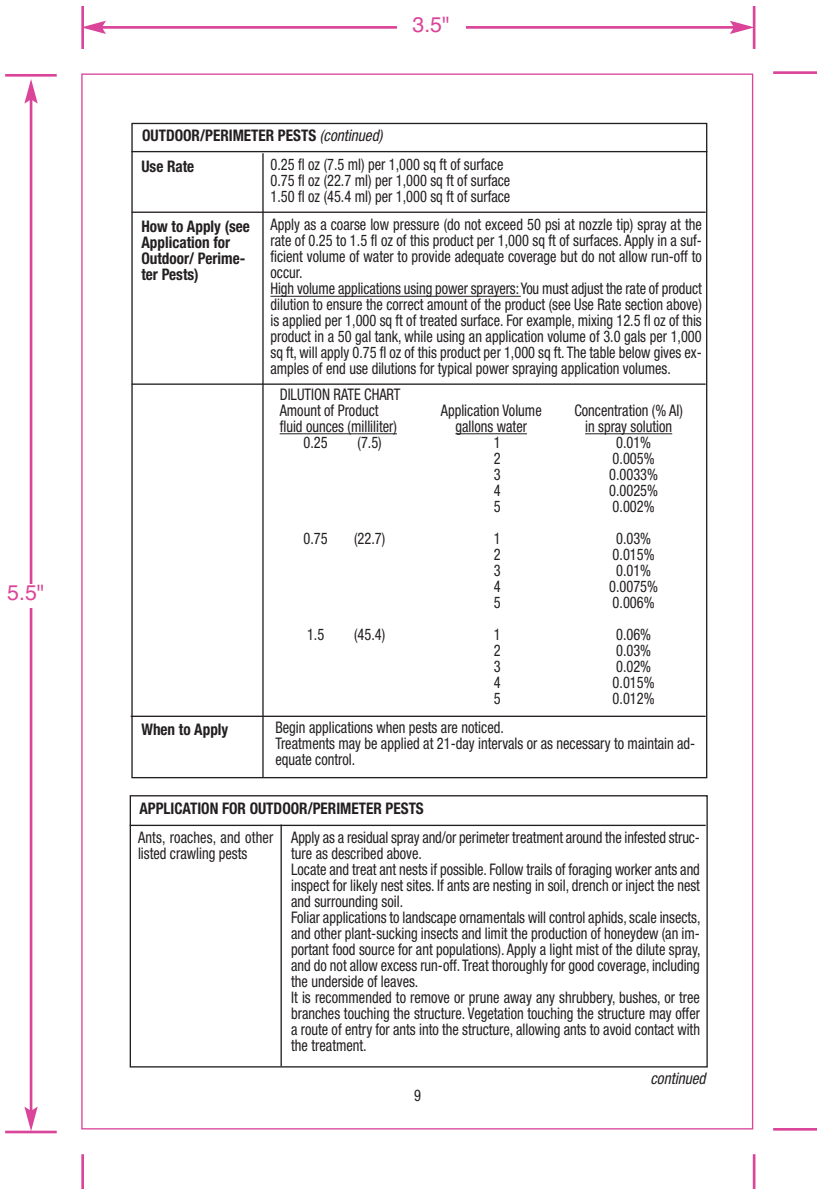 3.5"
OUTDOOR/PERIMETER PESTS (continued)
Use Rate
0.25 fl oz (7.5 ml) per 1,000 sq ft of surface
0.75 fl oz (22.7 ml) per 1,000 sq ft of surface
1.50 fl oz (45.4 ml) per 1,000 sq ft of surface
How to Apply (see
Application for
Outdoor/ Perime-
ter Pests)
Apply as a coarse low pressure (do not exceed 50 psi at nozzle tip) spray at the
rate of 0.25 to 1.5 fl oz of this product per 1,000 sq ft of surfaces. Apply in a suf-
ficient volume of water to provide adequate coverage but do not allow run-off to
occur.
High volume applications using power sprayers: You must adjust the rate of product
dilution to ensure the correct amount of the product (see Use Rate section above)
is applied per 1,000 sq ft of treated surface. For example, mixing 12.5 fl oz of this
product in a 50 gal tank, while using an application volume of 3.0 gals per 1,000
sq ft, will apply 0.75 fl oz of this product per 1,000 sq ft. The table below gives ex-
amples of end use dilutions for typical power spraying application volumes.
DILUTION RATE CHART
Amount of Product Application Volume Concentration (% AI)
fluid ounces (milliliter) gallons water in spray solution
0.25 (7.5) 1 0.01%
2 0.005%
3 0.0033%
4 0.0025%
5 0.002%
0.75 (22.7) 1 0.03%
2 0.015%
3 0.01%
4 0.0075%
5 0.006%
1.5 (45.4) 1 0.06%
2 0.03%
3 0.02%
4 0.015%
5 0.012%
When to Apply
Begin applications when pests are noticed.
Treatments may be applied at 21-day intervals or as necessary to maintain ad-
equate control.
5.5"
APPLICATION FOR OUTDOOR/PERIMETER PESTS
Ants, roaches, and other
listed crawling pests
Apply as a residual spray and/or perimeter treatment around the infested struc-
ture as described above.
Locate and treat ant nests if possible. Follow trails of foraging worker ants and
inspect for likely nest sites. If ants are nesting in soil, drench or inject the nest
and surrounding soil.
Foliar applications to landscape ornamentals will control aphids, scale insects,
and other plant-sucking insects and limit the production of honeydew (an im-
portant food source for ant populations). Apply a light mist of the dilute spray,
and do not allow excess run-off. Treat thoroughly for good coverage, including
the underside of leaves.
It is recommended to remove or prune away any shrubbery, bushes, or tree
branches touching the structure. Vegetation touching the structure may offer
a route of entry for ants into the structure, allowing ants to avoid contact with
the treatment.
continued
9